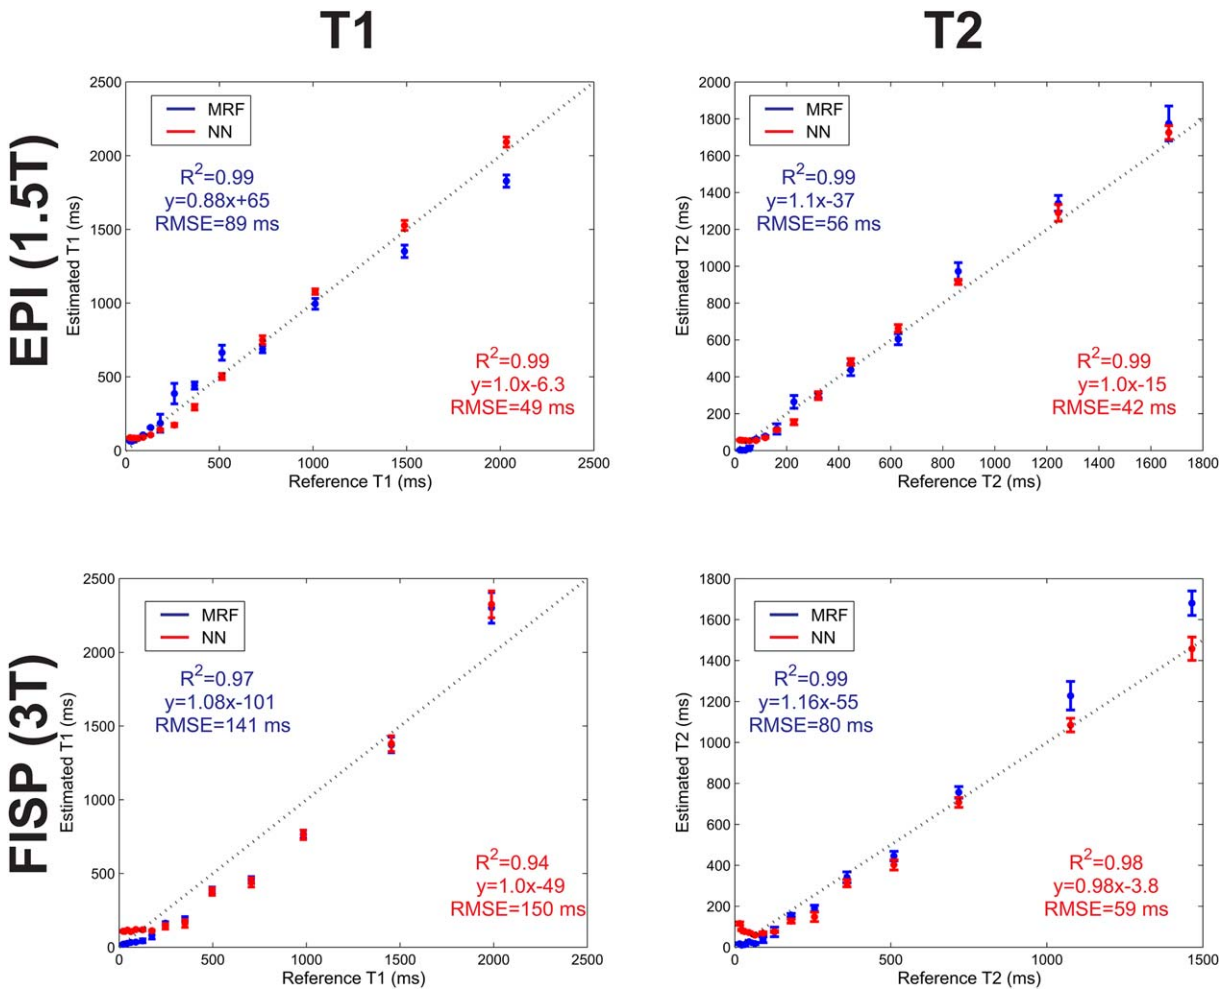 T1
T2
EPI (1.5T)
2500
2000
1500
1000
500
0
Estimated T1 (ms)
MRF
NN
R²=0.99
y=0.88x+65
RMSE=89 ms
R²=0.99
y=1.0x-6.3
RMSE=49 ms
0
500
1000
1500
2000
2500
Reference T1 (ms)
2000
1800
1600
1400
1200
1000
800
600
400
200
0
Estimated T2 (ms)
MRF
NN
R²=0.99
y=1.1x-37
RMSE=56 ms
R²=0.99
y=1.0x-15
RMSE=42 ms
0
200
400
600
800
1000
1200
1400
1600
1800
Reference T2 (ms)
FISP (3T)
2500
2000
1500
1000
500
0
Estimated T1 (ms)
MRF
NN
R²=0.97
y=1.08x-101
RMSE=141 ms
R²=0.94
y=1.0x-49
RMSE=150 ms
0
500
1000
1500
2000
2500
Reference T1 (ms)
1800
1600
1400
1200
1000
800
600
400
200
0
Estimated T2 (ms)
MRF
NN
R²=0.99
y=1.16x-55
RMSE=80 ms
R²=0.98
y=0.98x-3.8
RMSE=59 ms
0
500
1000
1500
Reference T2 (ms)